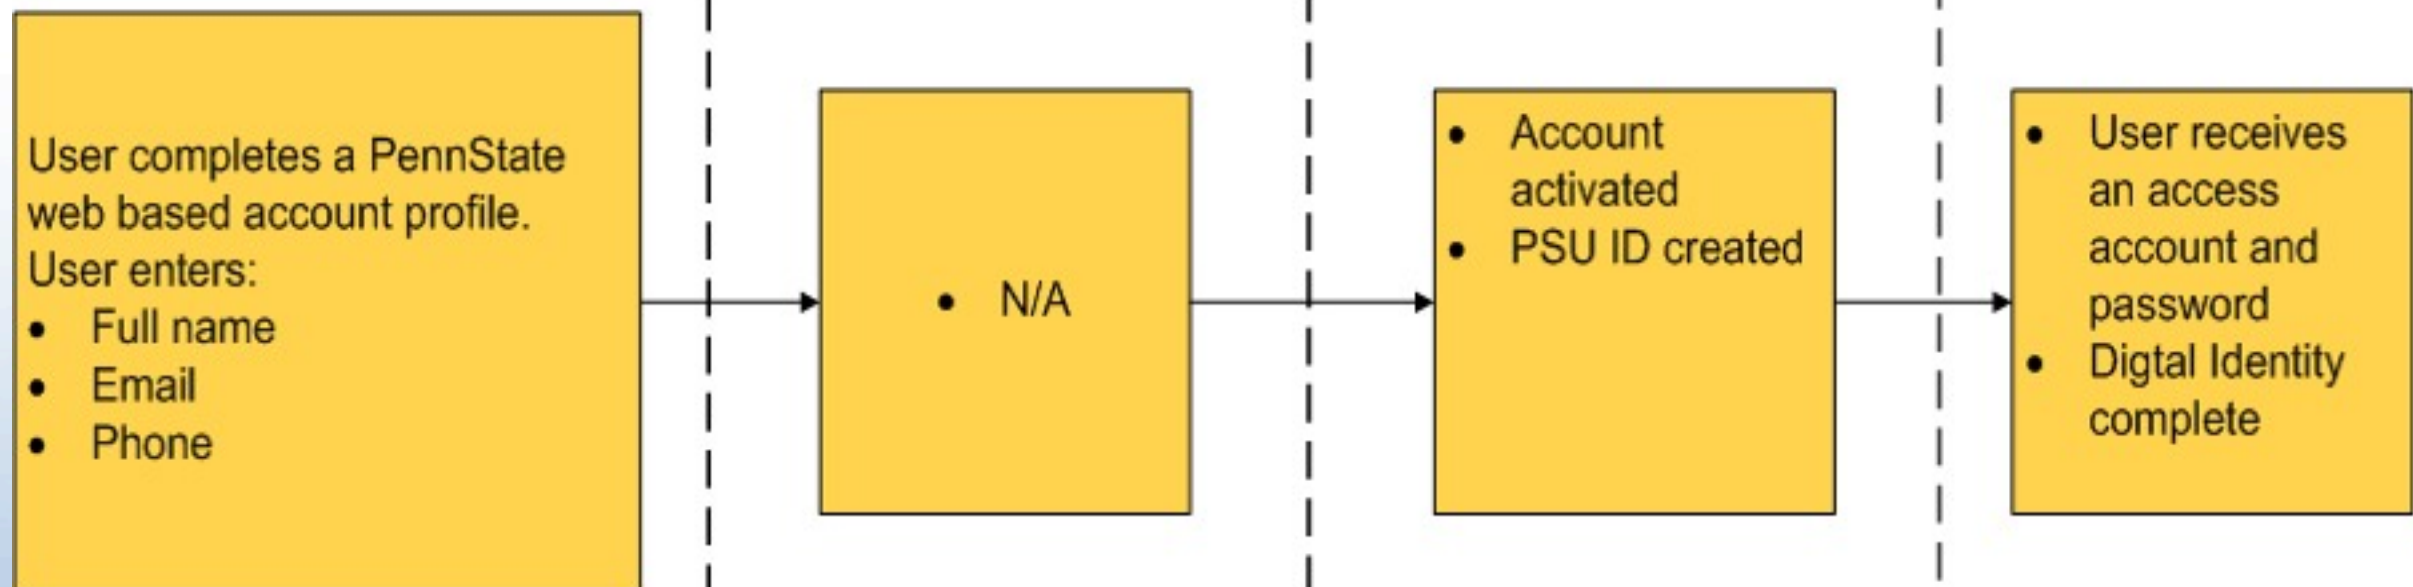 User completes a PennState
web based account profile.
User enters:
• Full name
• Email
• Phone
• N/A
• Account
activated
• PSU ID created
• User receives
an access
account and
password
• Digtal Identity
complete